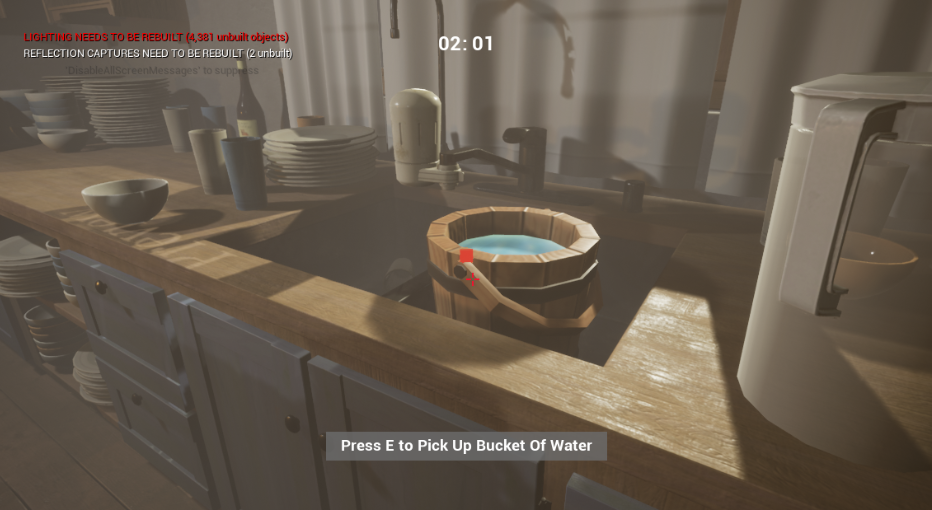 LIGHTING NEEDS TO BE REBUILT (4,381 unbuilt objects)
REFLECTION CAPTURES NEED TO BE REBUILT (2 unbuilt)
'DisableAllScreenMessages' to suppress
02:01
Press E to Pick Up Bucket Of Water